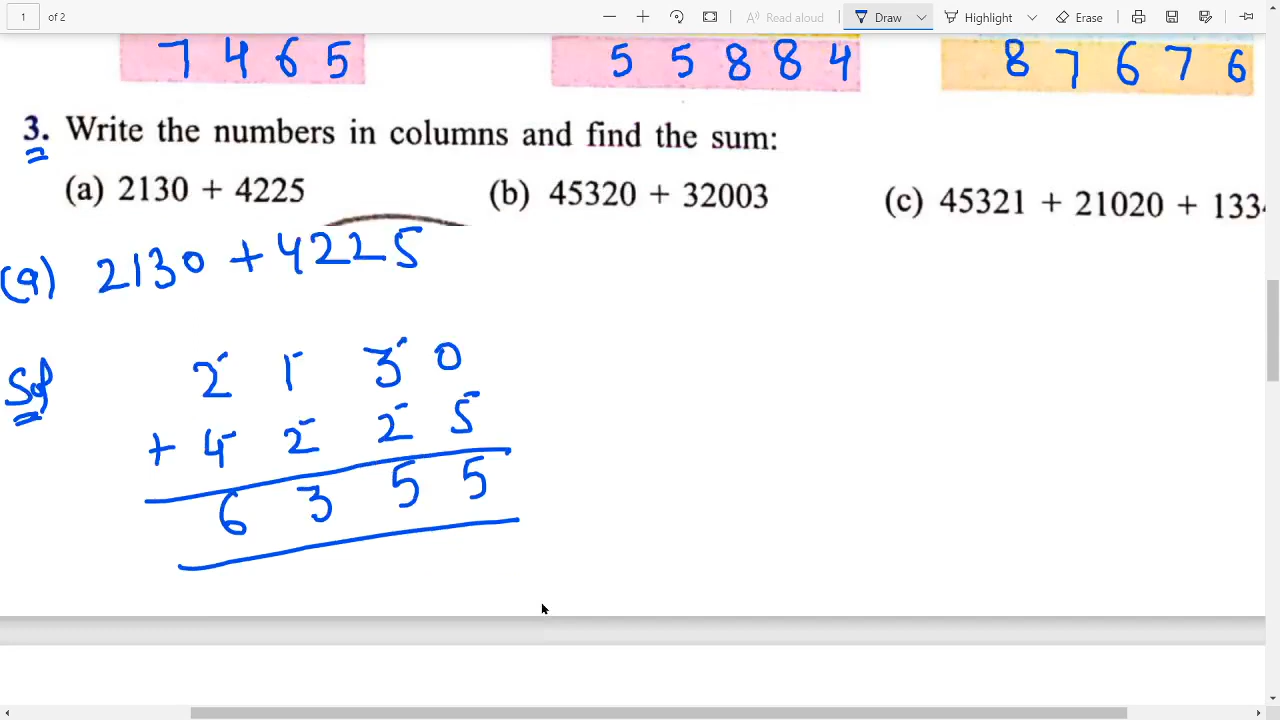 1 of 2 Read aloud Draw Highlight Erase
7 4 6 5 5 5 8 8 4 8 7 6 7 6
3. Write the numbers in columns and find the sum:
(a) 2130 + 4225 (b) 45320 + 32003 (c) 45321 + 21020 + 133
(a) 2130 + 4225
Sol 2 1 3 0
+ 4 2 2 5
6 3 5 5